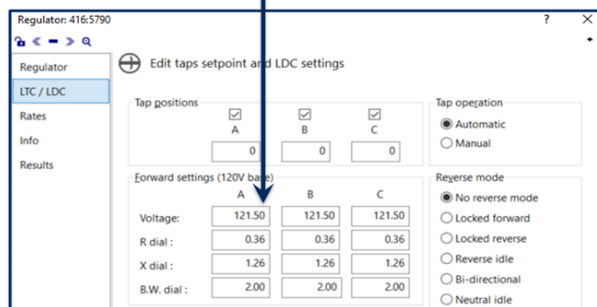 Regulator: 416:5790
?
Regulator
LTC / LDC
Rates
Info
Results
Edit taps setpoint and LDC settings
Tap positions
A B C
0 0 0
Forward settings (120V base)
A B C
Voltage: 121.50 121.50 121.50
R dial : 0.36 0.36 0.36
X dial : 1.26 1.26 1.26
B.W. dial : 2.00 2.00 2.00
Tap operation
Automatic
Manual
Reverse mode
No reverse mode
Locked forward
Locked reverse
Reverse idle
Bi-directional
Neutral idle